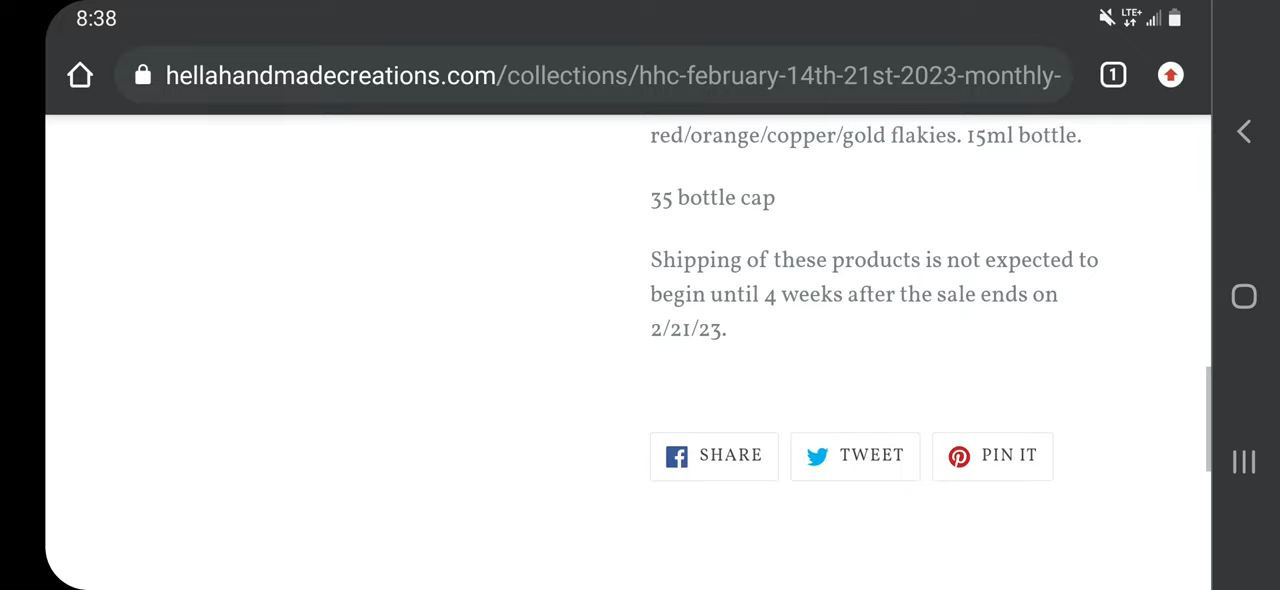 8:38
LTE+
hellahandmadecreations.com/collections/hhc-february-14th-21st-2023-monthly-
1
red/orange/copper/gold flakies. 15ml bottle.
35 bottle cap
Shipping of these products is not expected to
begin until 4 weeks after the sale ends on
2/21/23.
SHARE
TWEET
PIN IT